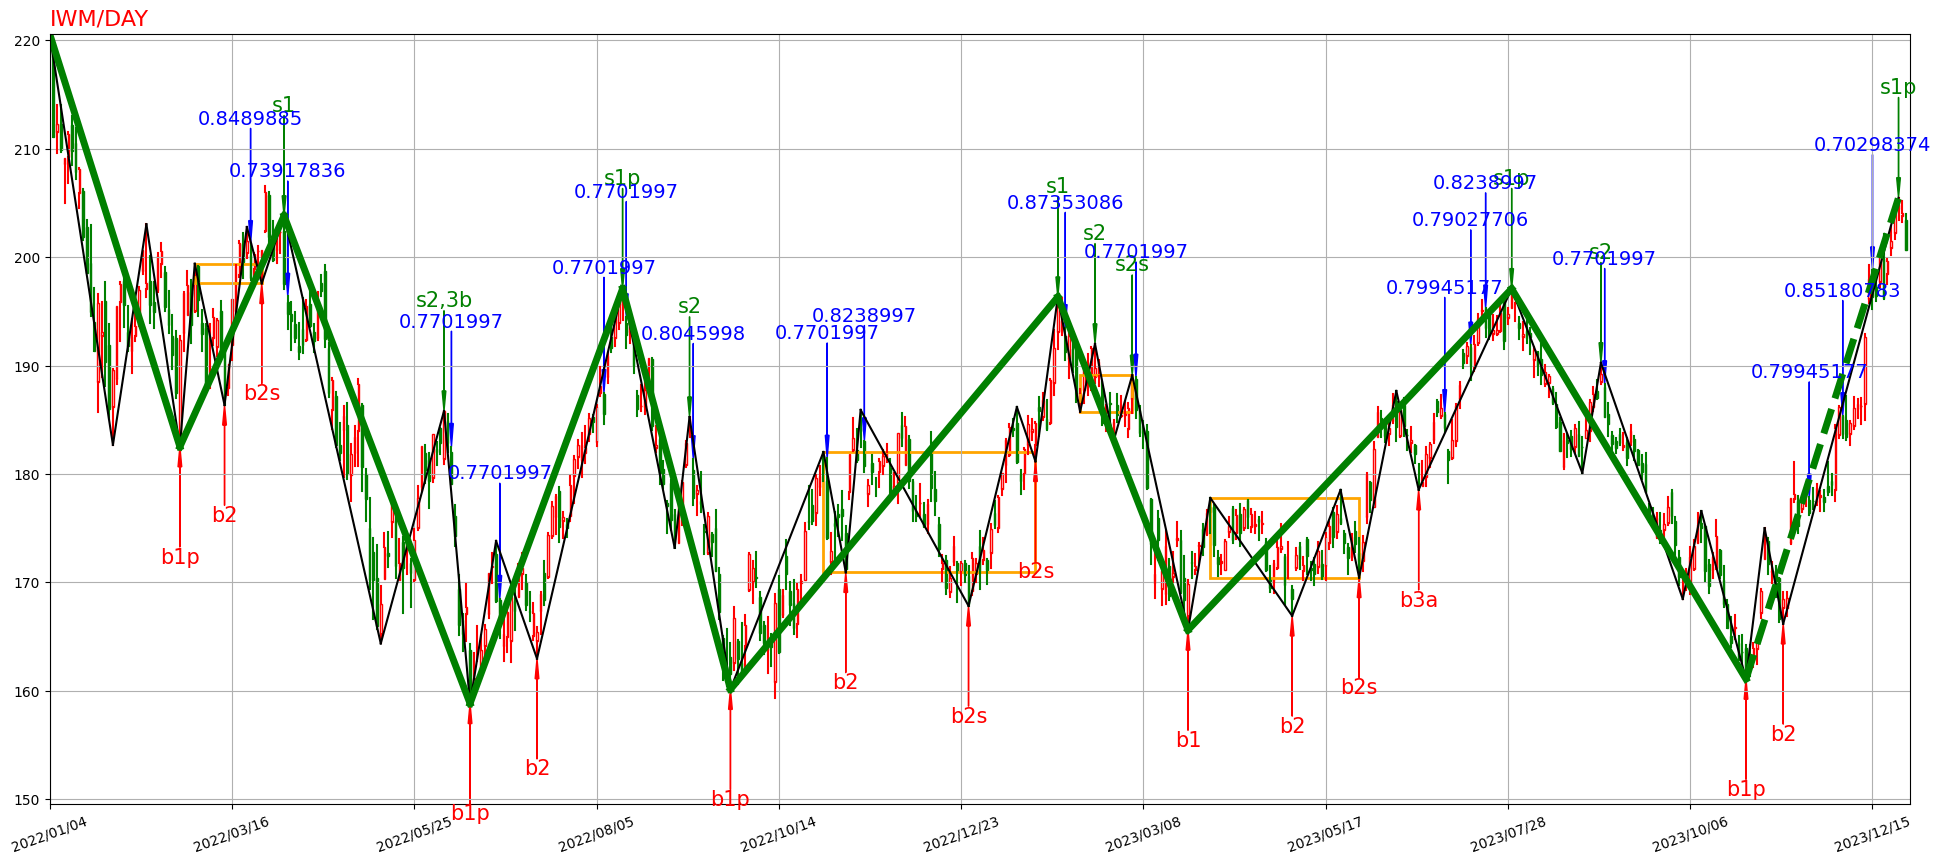 IWM/DAY
220
210
200
190
180
170
160
150
s1p
s1
0.8489885
0.70298374
0.73917836
s1p
0.7701997
s1
0.87353086
s1p
0.8238997
0.79027706
s2
0.7701997
s2s
s2
0.7701997
0.7701997
s2,3b
0.7701997
s2
0.8045998
0.8238997
0.7701997
0.79945177
0.85180783
b2s
0.79945177
b2
0.7701997
b1p
b2s
b3a
b2
b2s
b2s
b2
b1
b2
b2
b1p
b1p
b1p
2022/01/04
2022/03/16
2022/05/25
2022/08/05
2022/10/14
2022/12/23
2023/03/08
2023/05/17
2023/07/28
2023/10/06
2023/12/15